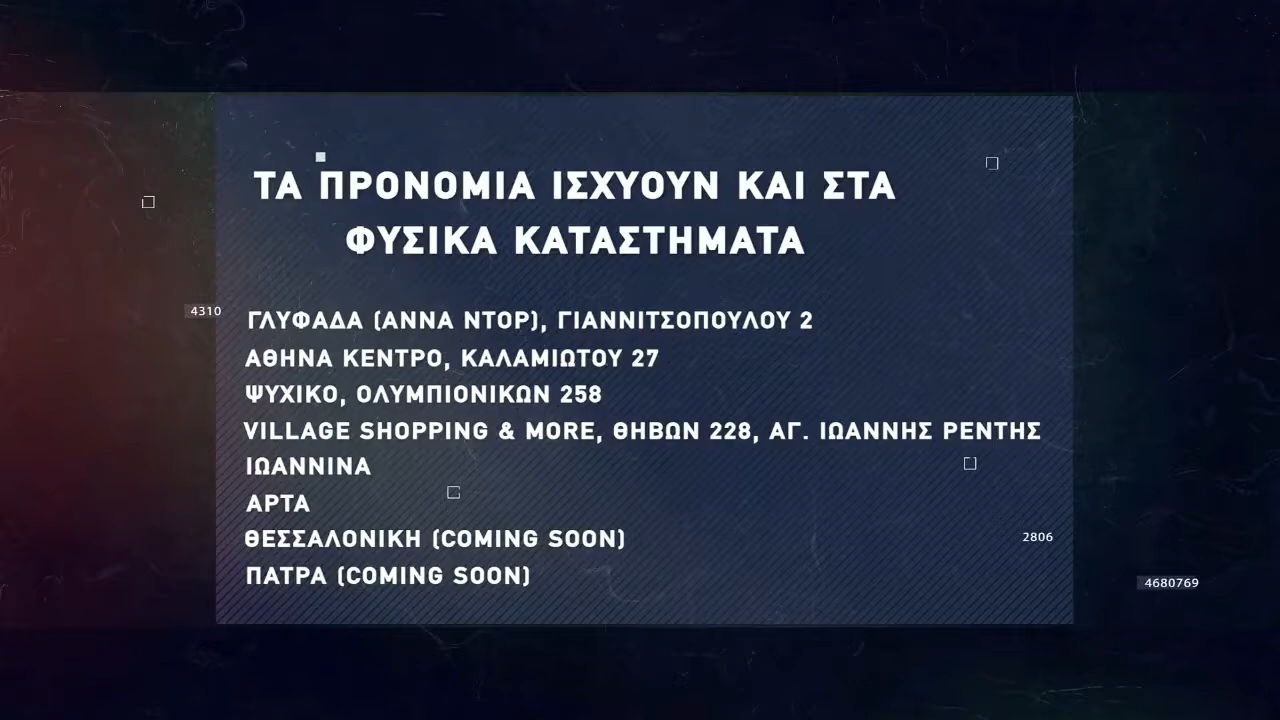 ΤΑ ΠΡΟΝΟΜΙΑ ΙΣΧΥΟΥΝ ΚΑΙ ΣΤΑ
ΦΥΣΙΚΑ ΚΑΤΑΣΤΗΜΑΤΑ
4310
ΓΛΥΦΑΔΑ (ΑΝΝΑ ΝΤΟΡ), ΓΙΑΝΝΙΤΣΟΠΟΥΛΟΥ 2
ΑΘΗΝΑ ΚΕΝΤΡΟ, ΚΑΛΑΜΙΩΤΟΥ 27
ΨΥΧΙΚΟ, ΟΛΥΜΠΙΟΝΙΚΩΝ 258
VILLAGE SHOPPING & MORE, ΘΗΒΩΝ 228, ΑΓ. ΙΩΑΝΝΗΣ ΡΕΝΤΗΣ
ΙΩΑΝΝΙΝΑ
ΑΡΤΑ
ΘΕΣΣΑΛΟΝΙΚΗ (COMING SOON)
2806
ΠΑΤΡΑ (COMING SOON)
4680769